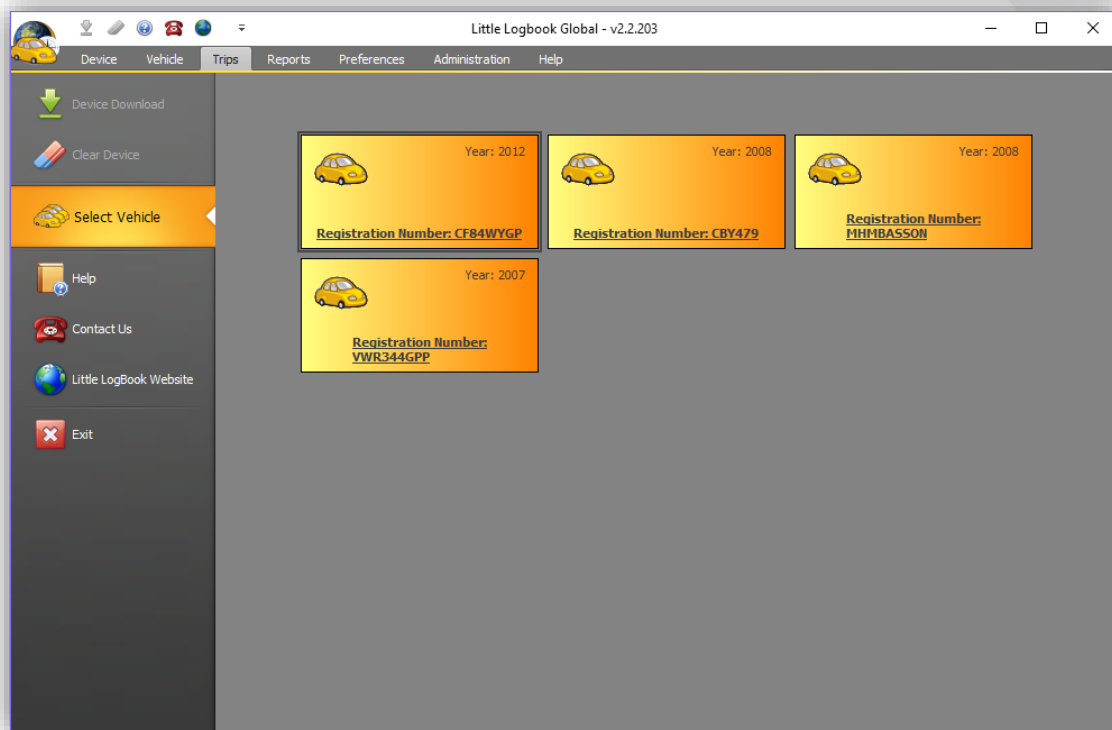 Little Logbook Global - v2.2.203
Device Vehicle Trips Reports Preferences Administration Help
Device Download
Clear Device
Select Vehicle
Help
Contact Us
Little LogBook Website
Exit
Year: 2012
Registration Number: CF84WYGP
Year: 2008
Registration Number: CBY479
Year: 2008
Registration Number:
MHMBASSON
Year: 2007
Registration Number:
VWR344GPP